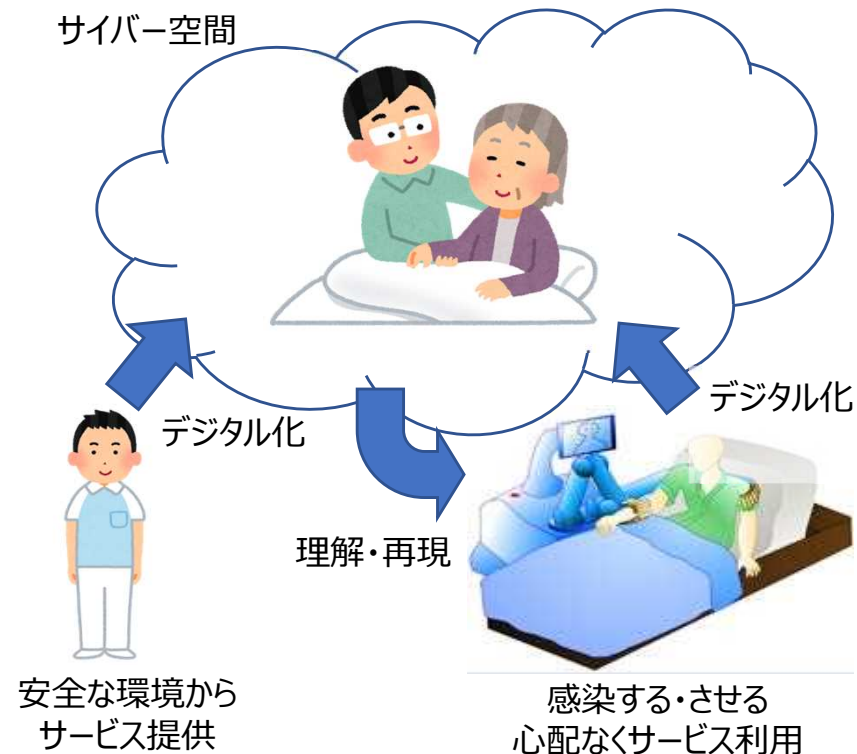 サイバー空間
デジタル化
デジタル化
理解・再現
安全な環境から
サービス提供
感染する・させる
心配なくサービス利用